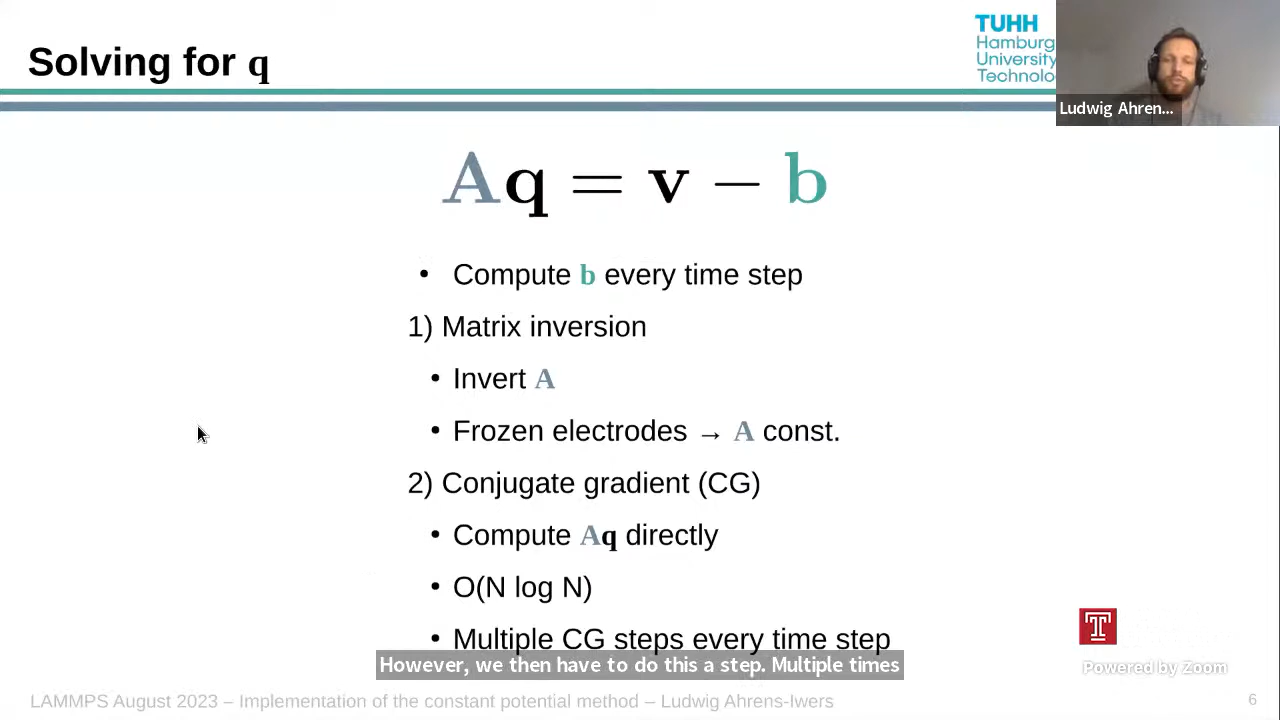 Solving for q
TUHH
Hamburg
University
Technolo
Ludwig Ahren...
Aq = v − b
• Compute b every time step
1) Matrix inversion
• Invert A
• Frozen electrodes → A const.
2) Conjugate gradient (CG)
• Compute Aq directly
• O(N log N)
• Multiple CG steps every time step
However, we then have to do this a step. Multiple times
T
Powered by Zoom
LAMMPS August 2023 – Implementation of the constant potential method – Ludwig Ahrens-Iwers
6